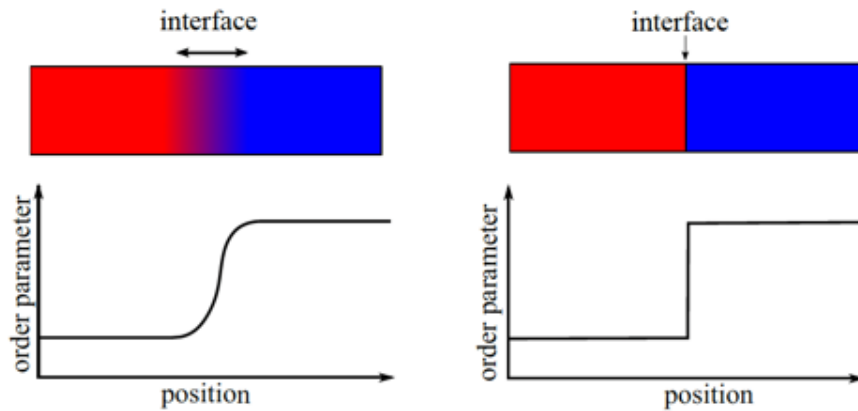 interface
interface
order parameter
position
order parameter
position